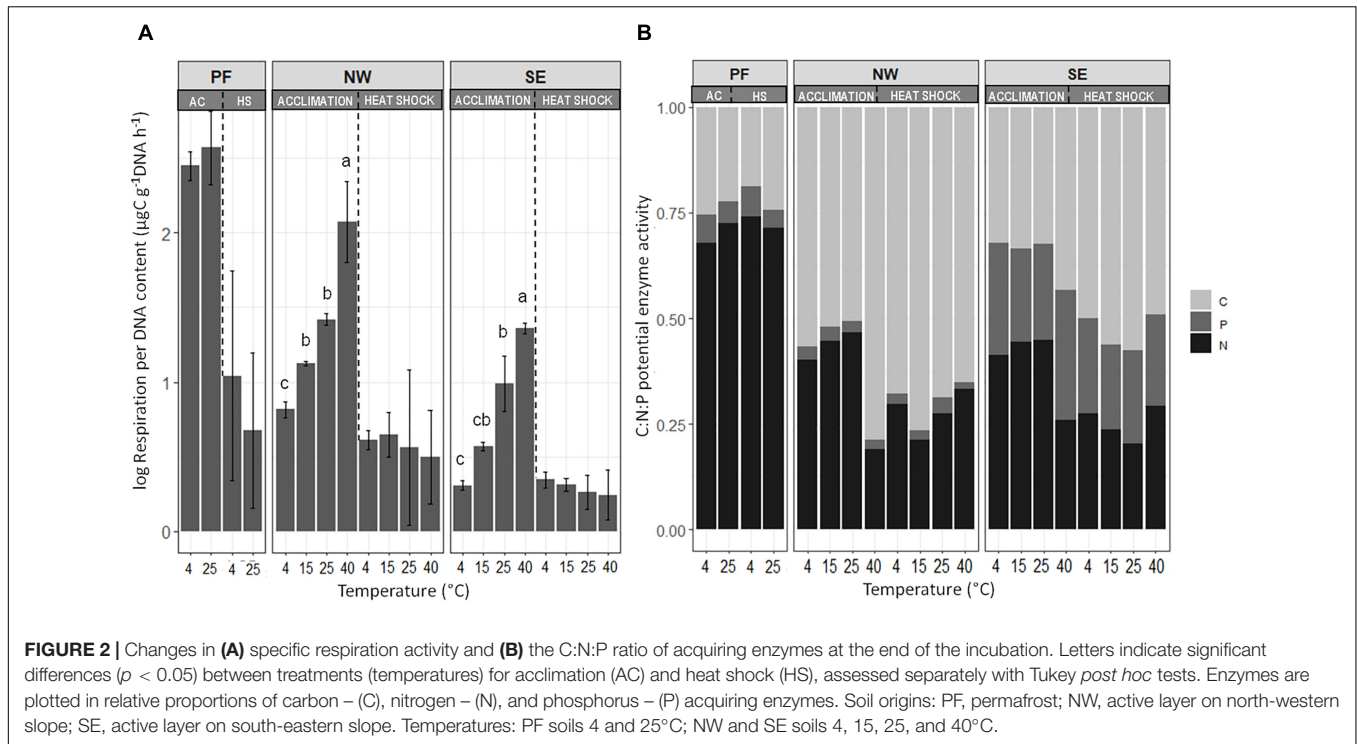 A
B
PF
NW
SE
AC HS
ACCLIMATION HEAT SHOCK
ACCLIMATION HEAT SHOCK
log Respiration per DNA content (µgC g⁻¹DNA h⁻¹)
2
1
0
c
b
b
a
c
cb
b
a
4 25 4 25
4 15 25 40 4 15 25 40
4 15 25 40 4 15 25 40
Temperature (°C)
PF
NW
SE
AC HS
ACCLIMATION HEAT SHOCK
ACCLIMATION HEAT SHOCK
C:N:P potential enzyme activity
1.00
0.75
0.50
0.25
0.00
4 25 4 25
4 15 25 40 4 15 25 40
4 15 25 40 4 15 25 40
Temperature (°C)
C
P
N
FIGURE 2 | Changes in (A) specific respiration activity and (B) the C:N:P ratio of acquiring enzymes at the end of the incubation. Letters indicate significant
differences (p < 0.05) between treatments (temperatures) for acclimation (AC) and heat shock (HS), assessed separately with Tukey post hoc tests. Enzymes are
plotted in relative proportions of carbon – (C), nitrogen – (N), and phosphorus – (P) acquiring enzymes. Soil origins: PF, permafrost; NW, active layer on north-western
slope; SE, active layer on south-eastern slope. Temperatures: PF soils 4 and 25°C; NW and SE soils 4, 15, 25, and 40°C.